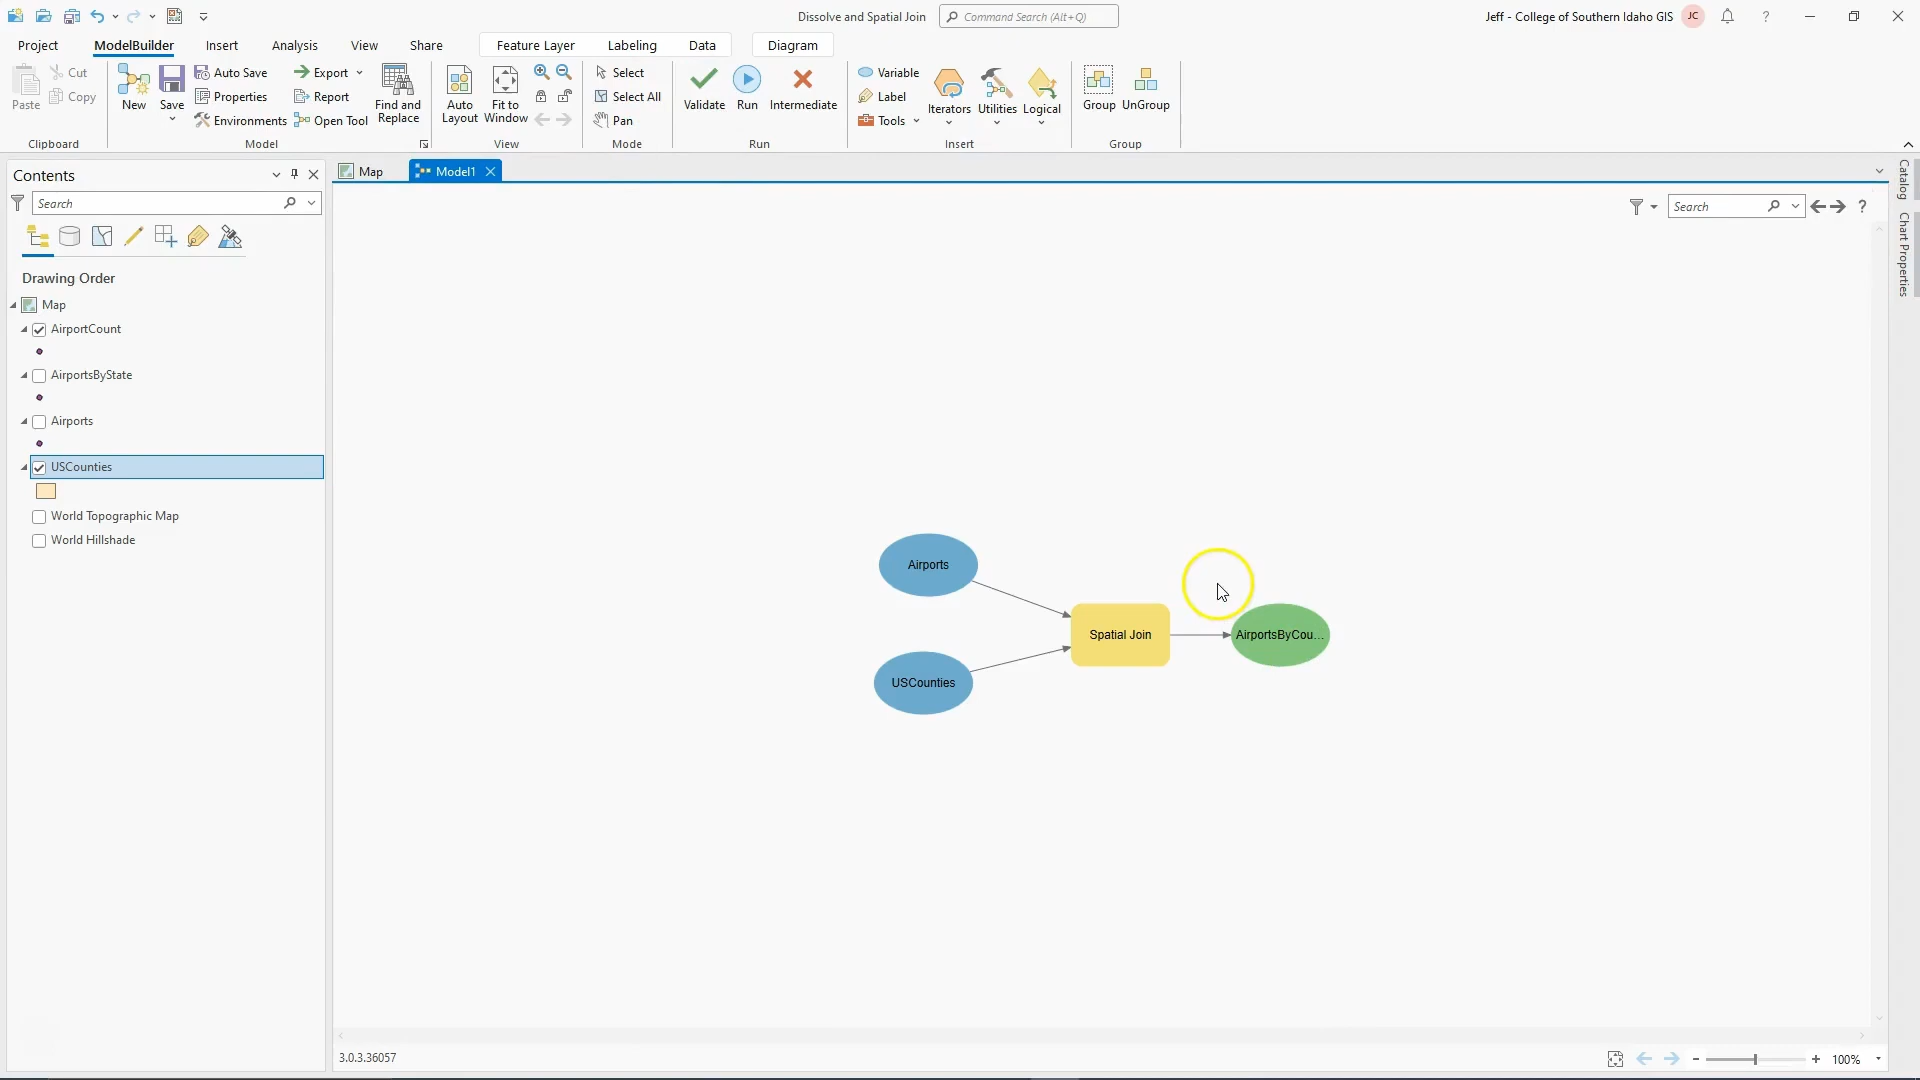 Dissolve and Spatial Join
Command Search (Alt+Q)
Jeff - College of Southern Idaho GIS
JC
?
Project
ModelBuilder
Insert
Analysis
View
Share
Feature Layer
Labeling
Data
Diagram
Paste
Cut
Copy
Clipboard
New
Save
Auto Save
Properties
Environments
Export
Report
Open Tool
Find and
Replace
Model
Auto
Layout
Fit to
Window
View
Select
Select All
Pan
Mode
Validate
Run
Intermediate
Run
Variable
Label
Tools
Iterators
Utilities
Logical
Insert
Group
UnGroup
Group
Contents
Search
Drawing Order
Map
AirportCount
AirportsByState
Airports
USCounties
World Topographic Map
World Hillshade
Map
Model1
Search
?
Catalog
Chart Properties
Airports
USCounties
Spatial Join
AirportsByCou...
3.0.3.36057
100%